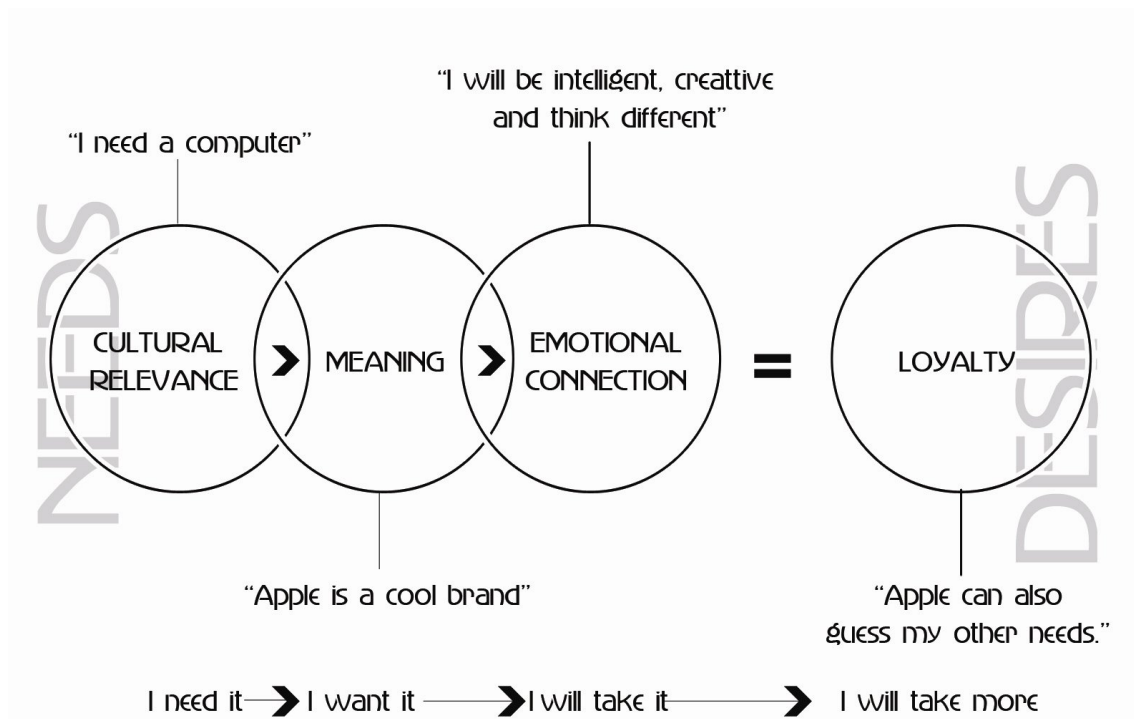 “I will be intelligent, creattive
and think different”
“I need a computer”
NEEDS
DESIRES
CULTURAL
RELEVANCE
MEANING
EMOTIONAL
CONNECTION
=
LOYALTY
“Apple is a cool brand”
“Apple can also
guess my other needs.”
I need it
I want it
I will take it
I will take more